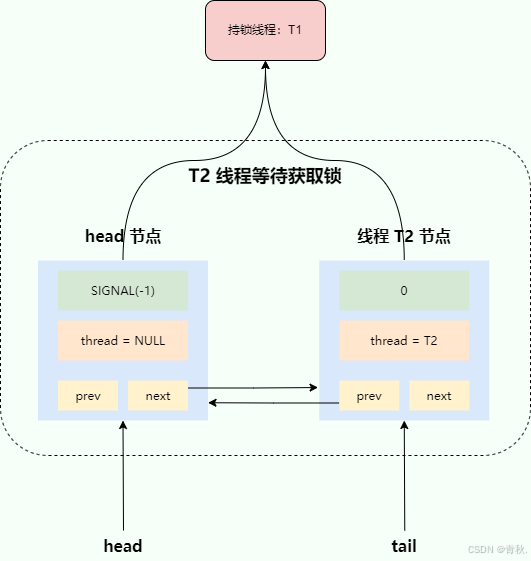 持锁线程：T1
T2 线程等待获取锁
head 节点
线程 T2 节点
SIGNAL(-1)
0
thread = NULL
thread = T2
prev
next
prev
next
head
tail
CSDN @青秋.